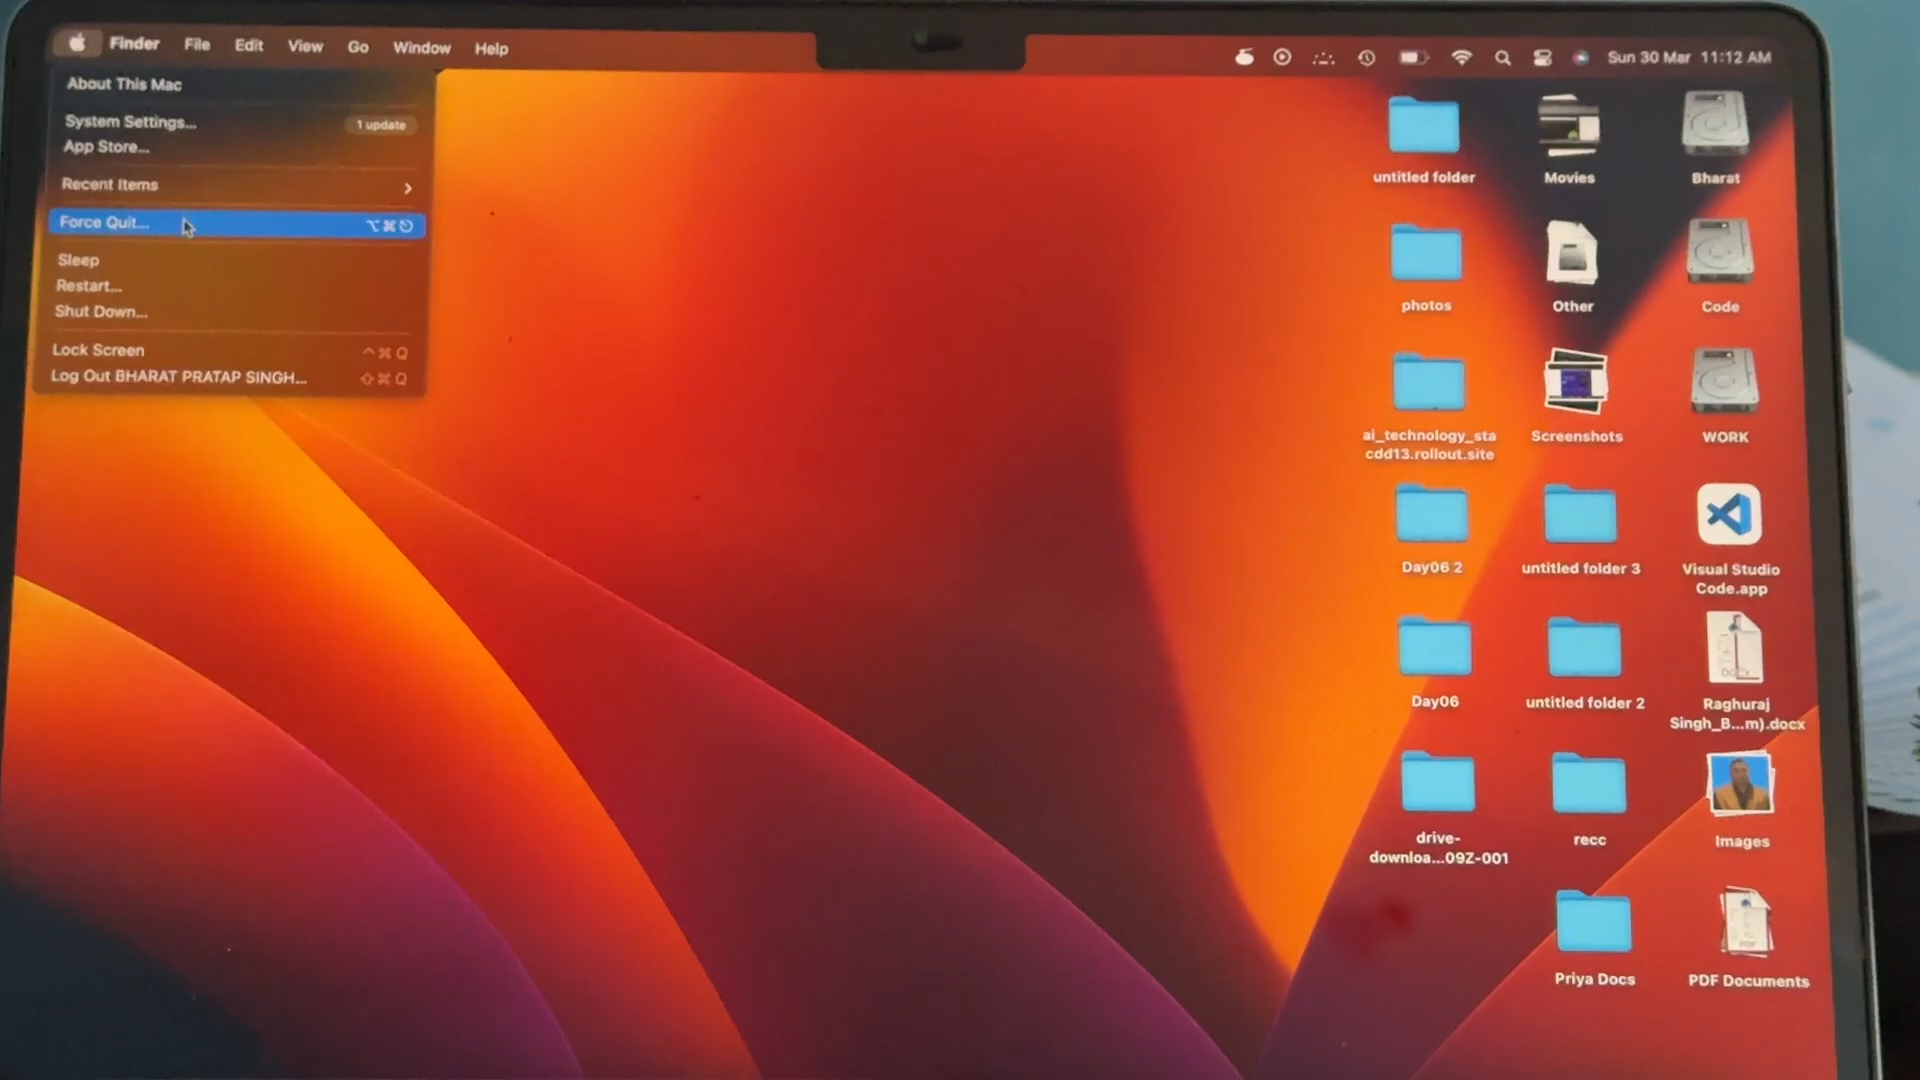 Finder File Edit View Go Window Help
Sun 30 Mar 11:12 AM
About This Mac
System Settings...
1 update
App Store...
Recent Items
Force Quit... ⌥⌘⎋
Sleep
Restart...
Shut Down...
Lock Screen ^⌘Q
Log Out BHARAT PRATAP SINGH... ⇧⌘Q
untitled folder
Movies
Bharat
photos
Other
Code
ai_technology_sta
cdd13.rollout.site
Screenshots
WORK
Day06 2
untitled folder 3
Visual Studio
Code.app
Day06
untitled folder 2
DOCX
Raghuraj
Singh_B...m).docx
drive-
downloa...09Z-001
recc
Images
Priya Docs
PDF
PDF Documents